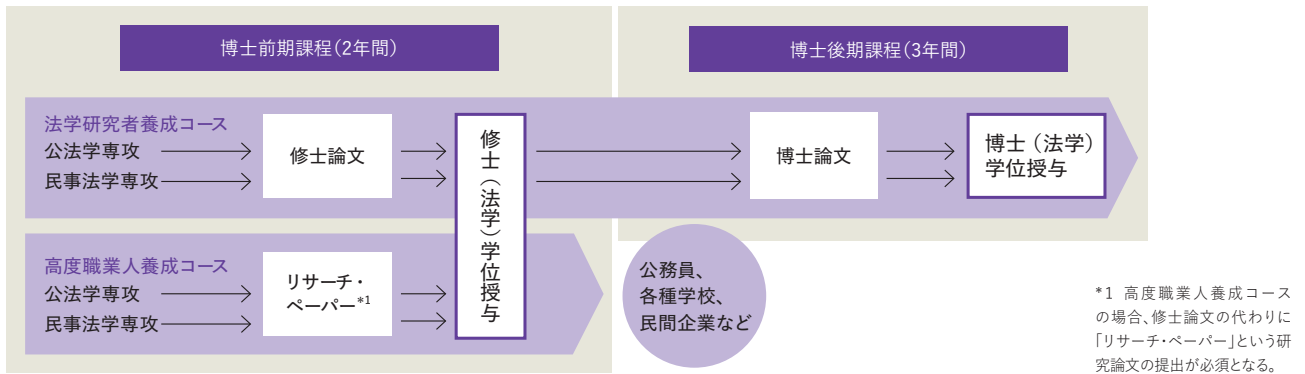 博士前期課程(2年間)
博士後期課程(3年間)
法学研究者養成コース
公法学専攻
民事法学専攻
修士論文
修士（法学）学位授与
博士論文
博士（法学）
学位授与
高度職業人養成コース
公法学専攻
民事法学専攻
リサーチ・
ペーパー*1
公務員、
各種学校、
民間企業など
*1 高度職業人養成コース
の場合、修士論文の代わりに
「リサーチ・ペーパー」という研
究論文の提出が必須となる。